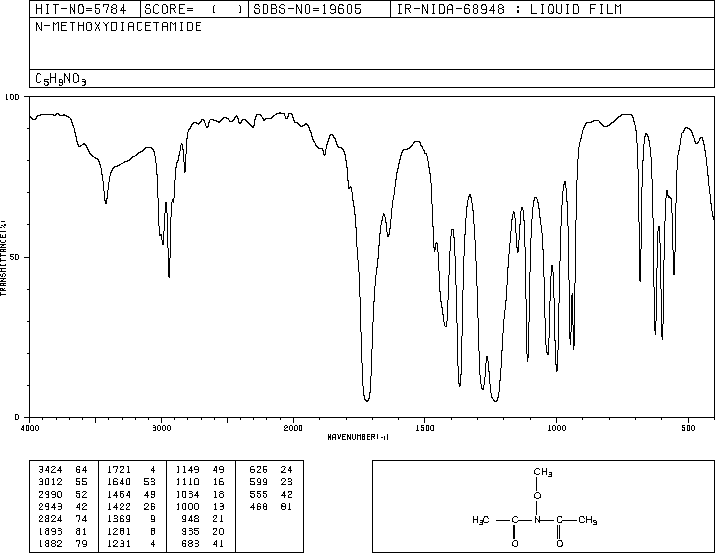 HIT-NO=5784 SCORE= ( ) SDBS-NO=19605 IR-NIDA-68948 : LIQUID FILM
N-METHOXYDIACETAMIDE
C5H9NO3
100
50
0
TRANSMITTANCE(%)
4000 3000 2000 1500 1000 500
WAVENUMBER(-1)
3424 64 1721 4 1149 49 626 24
3012 55 1640 53 1110 16 599 23
2990 52 1464 49 1034 18 555 42
2943 42 1422 26 1000 13 468 81
2824 74 1369 9 948 21
1893 81 1281 8 935 20
1882 79 1231 4 683 41
CH3
O
H3C C N C CH3
O O